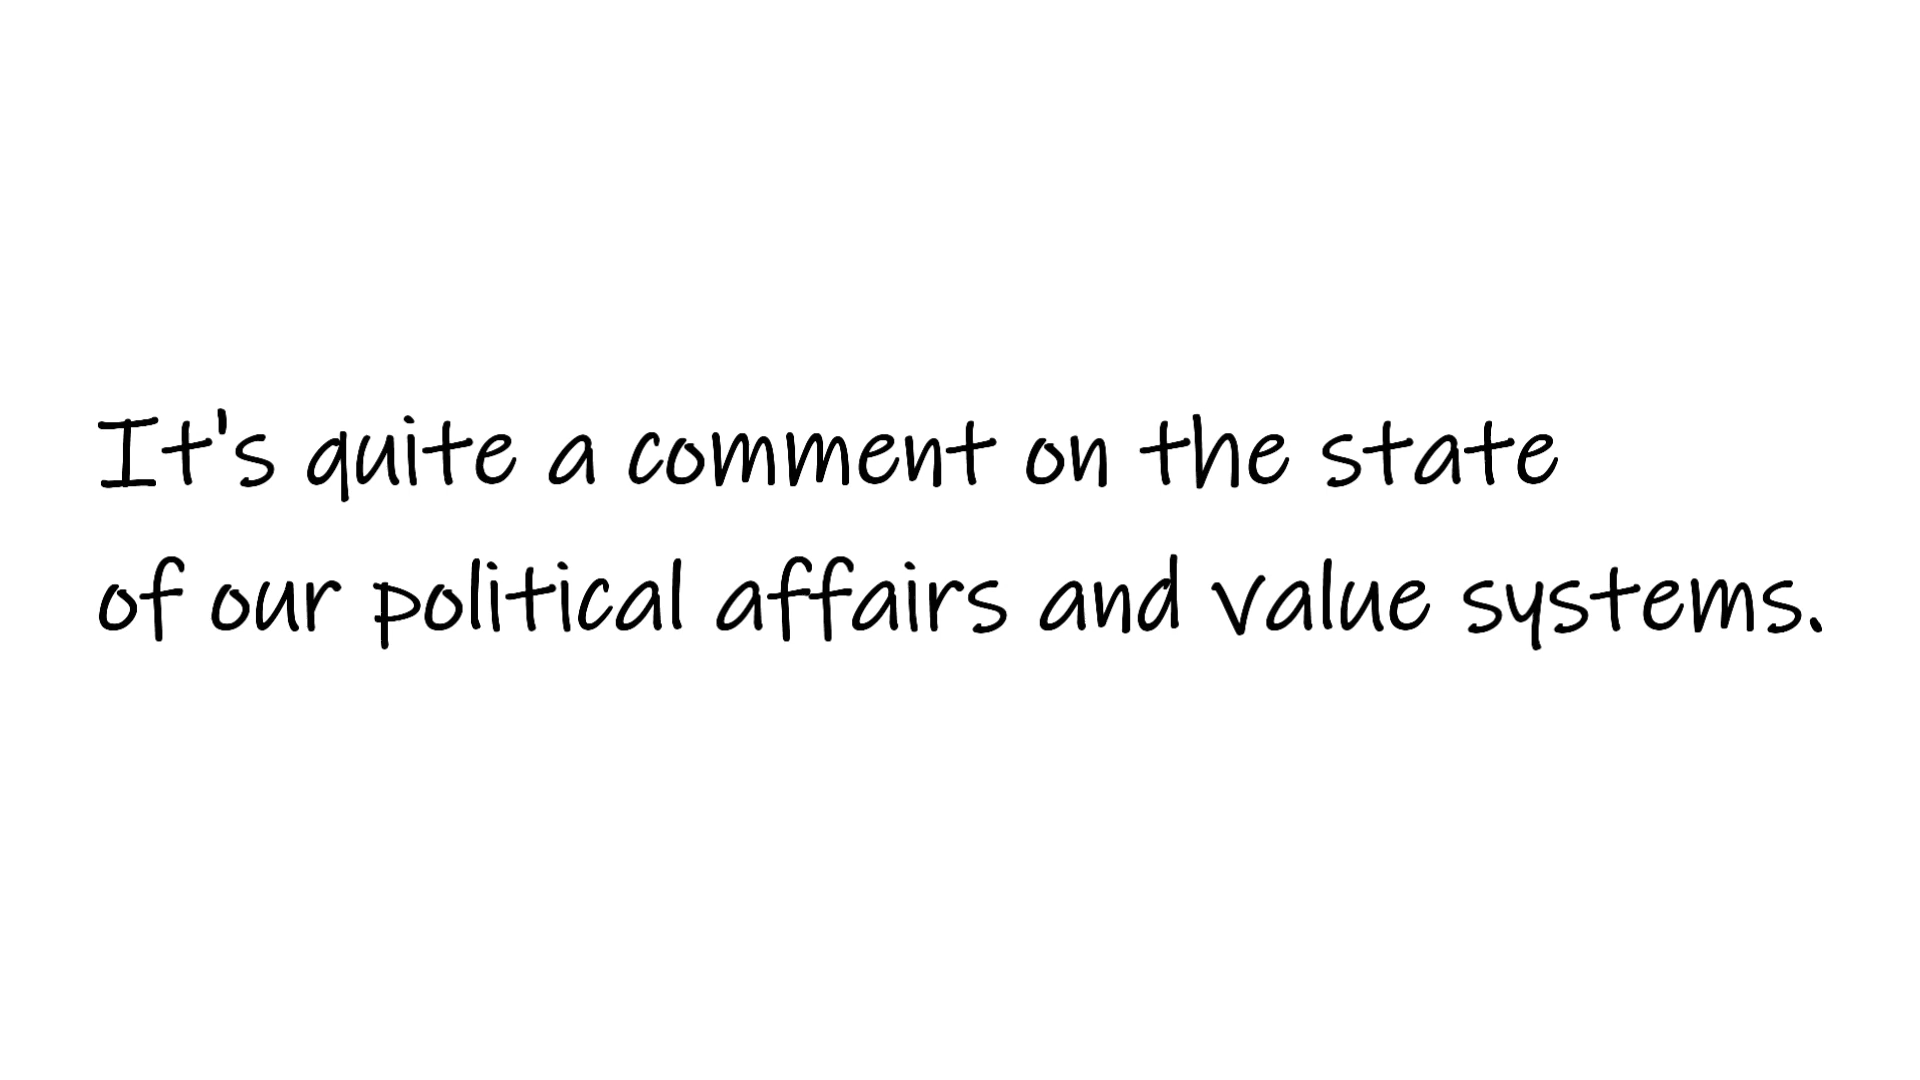 It's quite a comment on the state
of our political affairs and value systems.